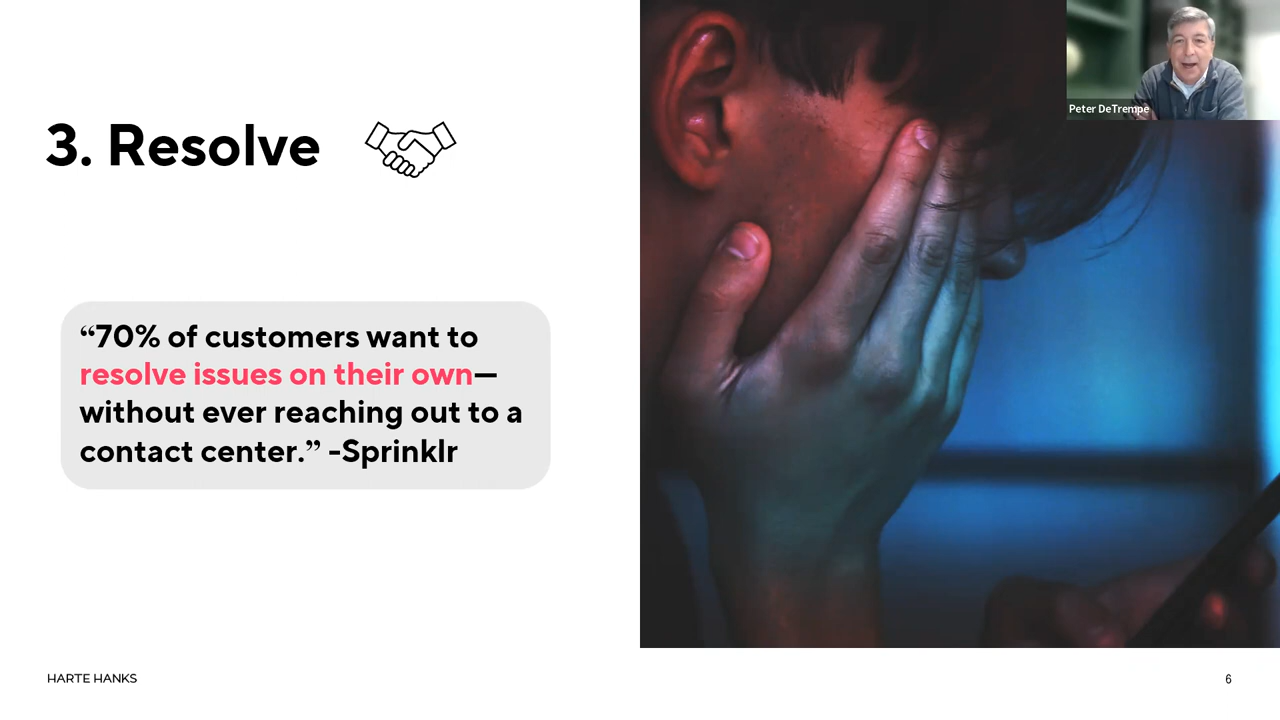 3. Resolve
“70% of customers want to
resolve issues on their own—
without ever reaching out to a
contact center.” -Sprinklr
Peter DeTrempe
HARTE HANKS
6